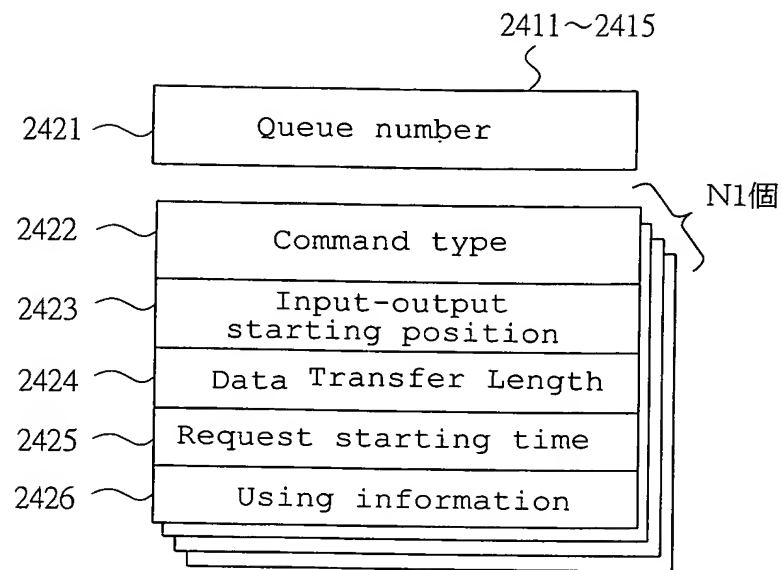 2411～2415
2421
Queue number
N1個
2422
Command type
2423
Input-output
starting position
2424
Data Transfer Length
2425
Request starting time
2426
Using information